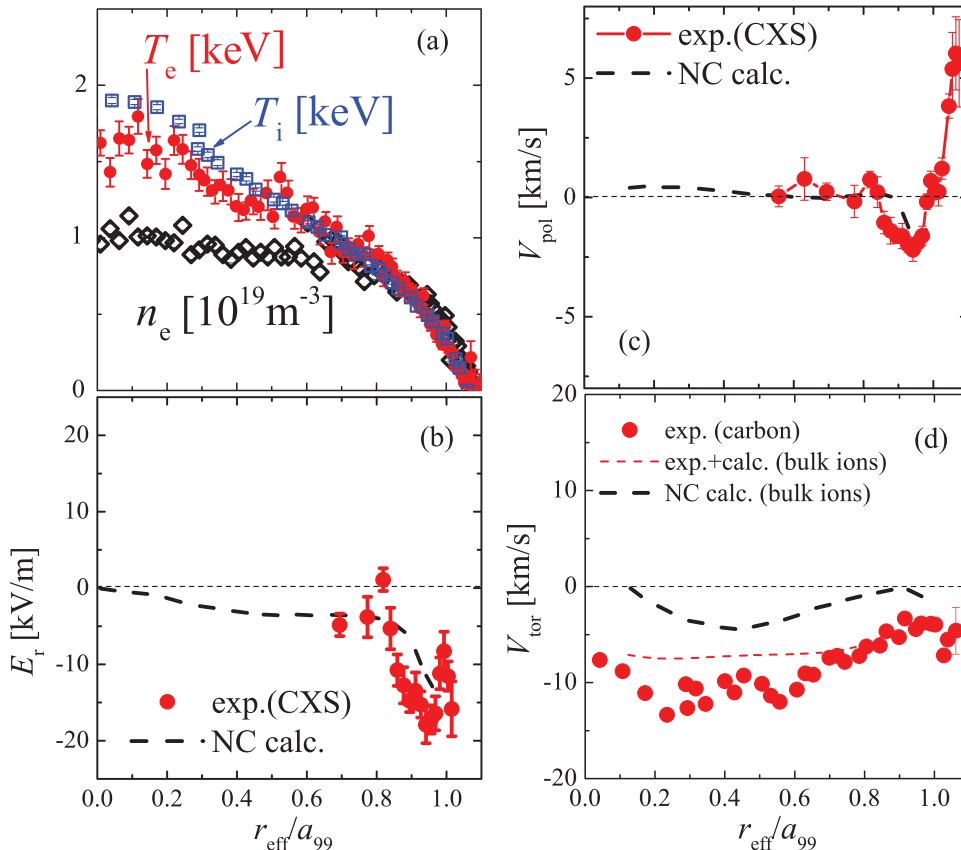 (a)
T_e [keV]
T_i [keV]
n_e [10^19 m^-3]
2
1
0
(b)
E_r [kV/m]
20
10
0
-10
-20
exp.(CXS)
NC calc.
0.0 0.2 0.4 0.6 0.8 1.0
r_eff/a_99
(c)
V_pol [km/s]
5
0
-5
exp.(CXS)
NC calc.
(d)
V_tor [km/s]
20
10
0
-10
-20
exp. (carbon)
exp.+calc. (bulk ions)
NC calc. (bulk ions)
0.0 0.2 0.4 0.6 0.8 1.0
r_eff/a_99